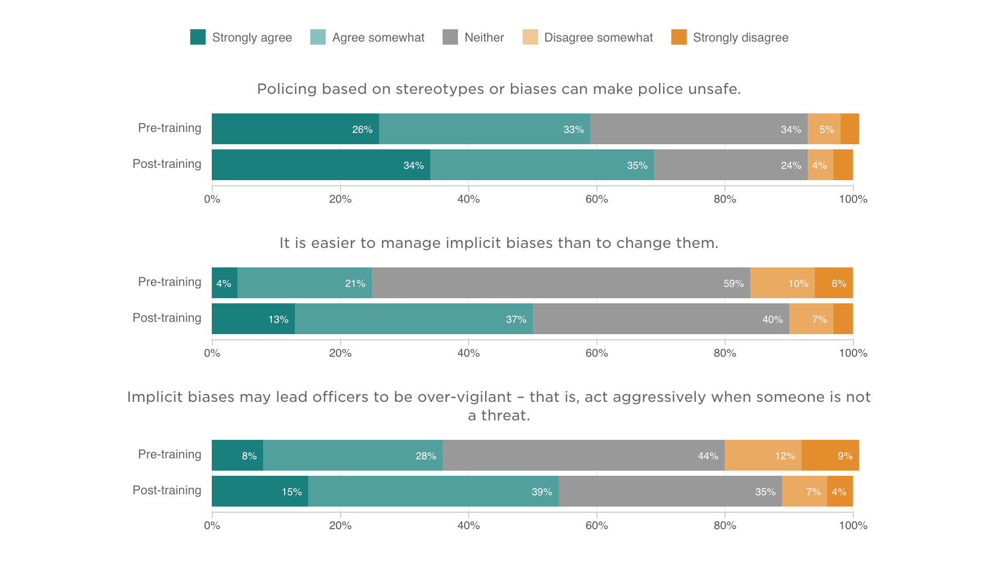 Strongly agree Agree somewhat Neither Disagree somewhat Strongly disagree
Policing based on stereotypes or biases can make police unsafe.
Pre-training 26% 33% 34% 5%
Post-training 34% 35% 24% 4%
0% 20% 40% 60% 80% 100%
It is easier to manage implicit biases than to change them.
Pre-training 4% 21% 59% 10% 6%
Post-training 13% 37% 40% 7%
0% 20% 40% 60% 80% 100%
Implicit biases may lead officers to be over-vigilant – that is, act aggressively when someone is not
a threat.
Pre-training 8% 28% 44% 12% 9%
Post-training 15% 39% 35% 7% 4%
0% 20% 40% 60% 80% 100%